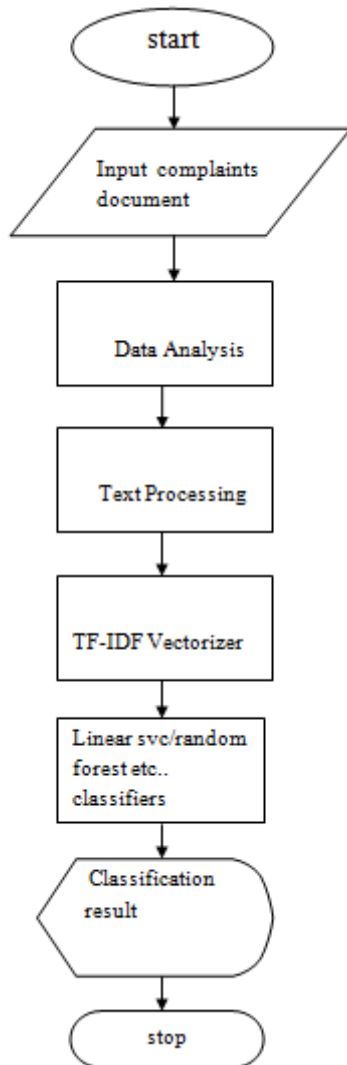 start
Input complaints
document
Data Analysis
Text Processing
TF-IDF Vectorizer
Linear svc/random
forest etc..
classifiers
Classification
result
stop